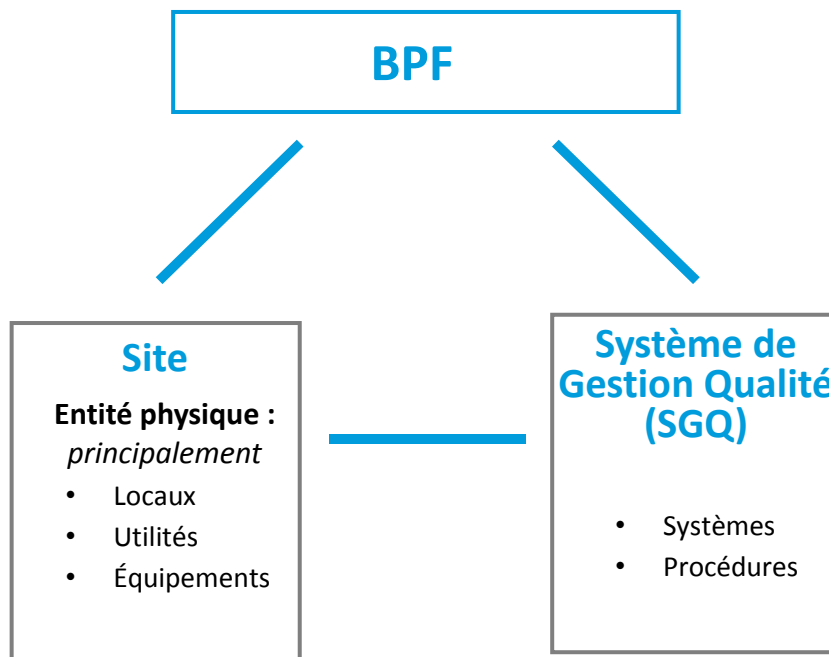 BPF
Site
Entité physique :
principalement
• Locaux
• Utilités
• Équipements
Système de
Gestion Qualité
(SGQ)
• Systèmes
• Procédures